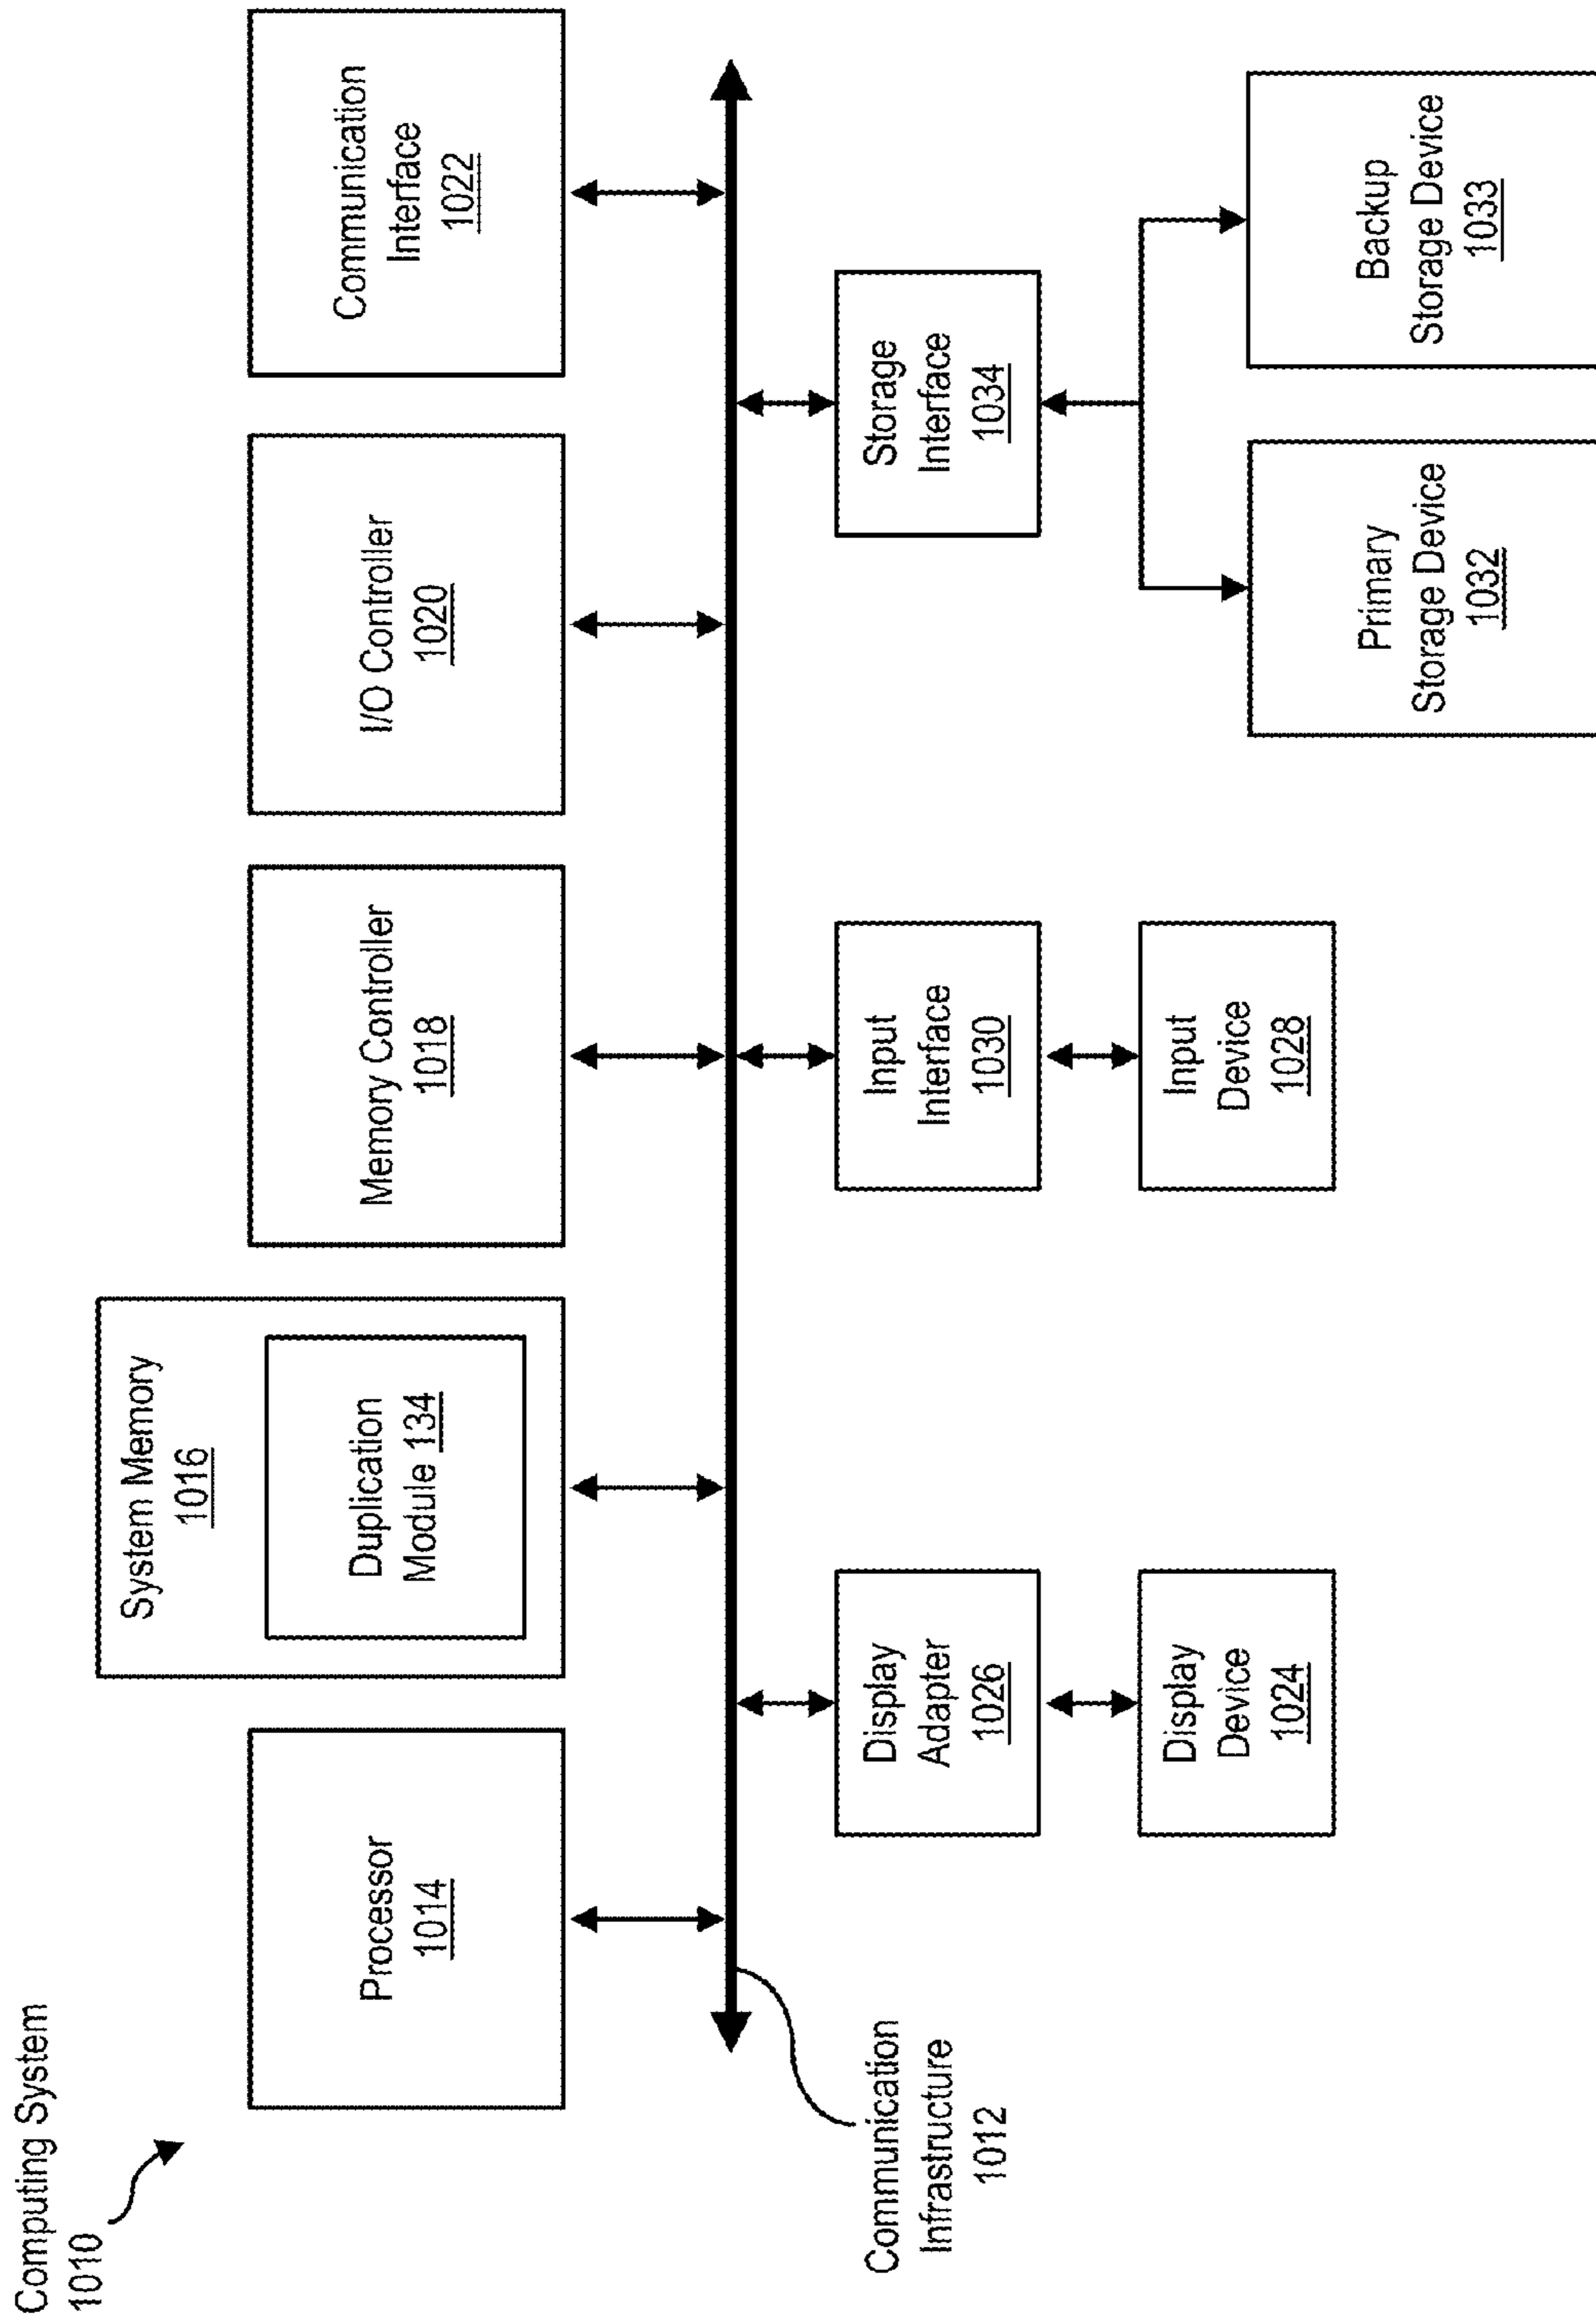 Computing System
1010
Processor
1014
System Memory
1016
Duplication
Module 134
Memory Controller
1018
I/O Controller
1020
Communication
Interface
1022
Communication
Infrastructure
1012
Display
Adapter
1026
Input
Interface
1030
Storage
Interface
1034
Display
Device
1024
Input
Device
1028
Primary
Storage Device
1032
Backup
Storage Device
1033